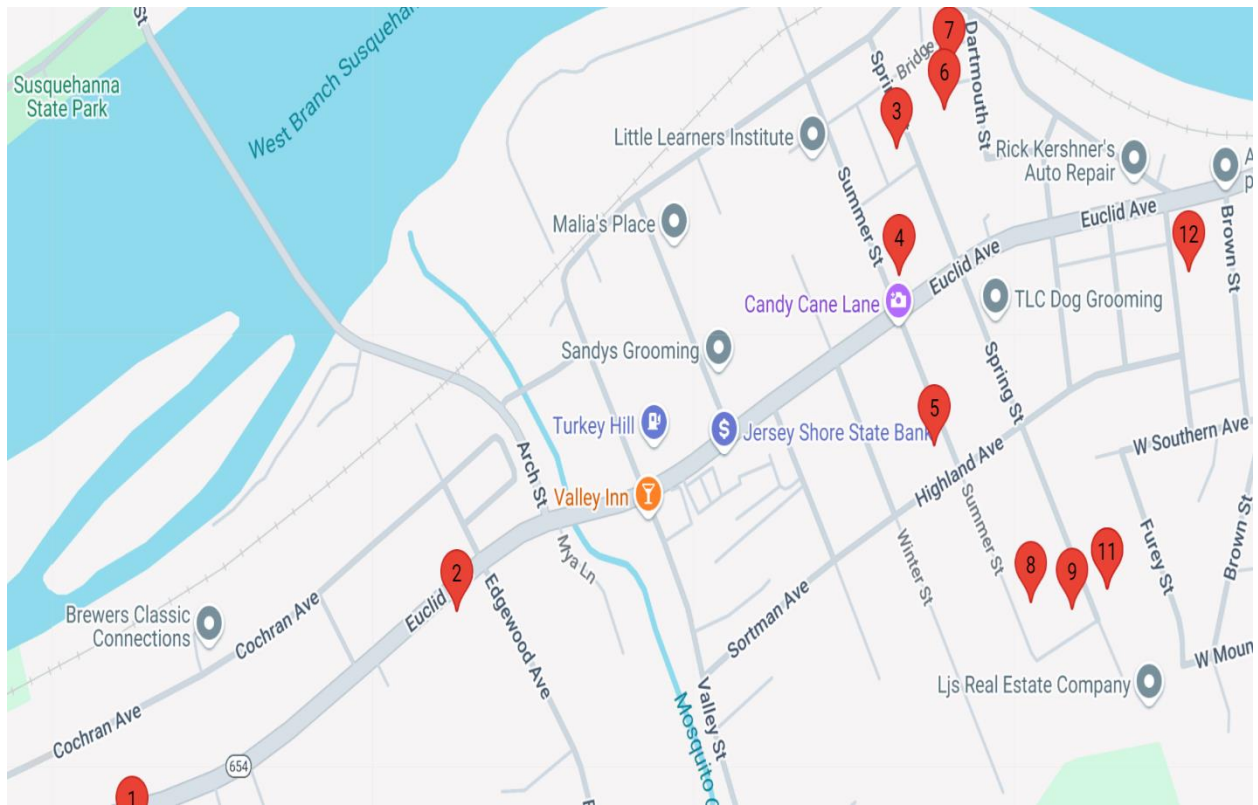 St
West Branch Susquehan
Susquehanna
State Park
7
Bridge
Dartmouth St
6
Spri
3
Little Learners Institute
Summer St
Rick Kershner's
Auto Repair
A
p
Euclid Ave
Brown St
Malia's Place
4
12
Euclid Ave
Candy Cane Lane
TLC Dog Grooming
Sandys Grooming
Spring St
5
Turkey Hill
Jersey Shore State Bank
W Southern Ave
Arch St
Highland Ave
Valley Inn
Summer St
Furey St
Brown St
Mya Ln
Winter St
2
8
9
11
Euclid
Edgewood Ave
Brewers Classic
Connections
Cochran Ave
Sortman Ave
W Moun
Ljs Real Estate Company
Valley St
Mosquito C
Cochran Ave
654
1
E